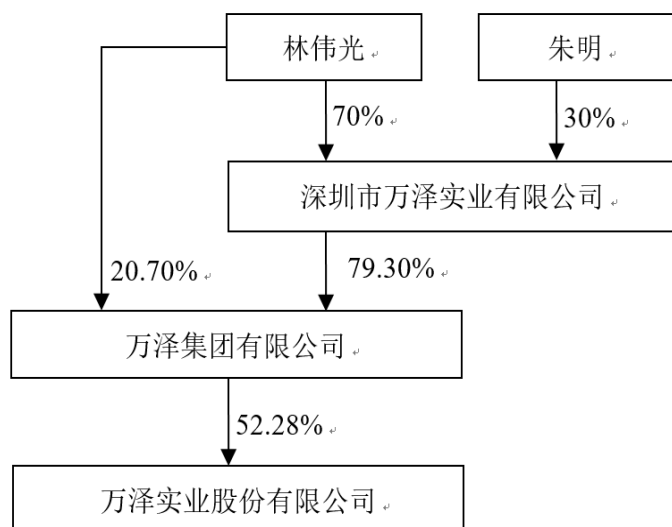 林伟光
朱明
70%
30%
深圳市万泽实业有限公司
20.70%
79.30%
万泽集团有限公司
52.28%
万泽实业股份有限公司